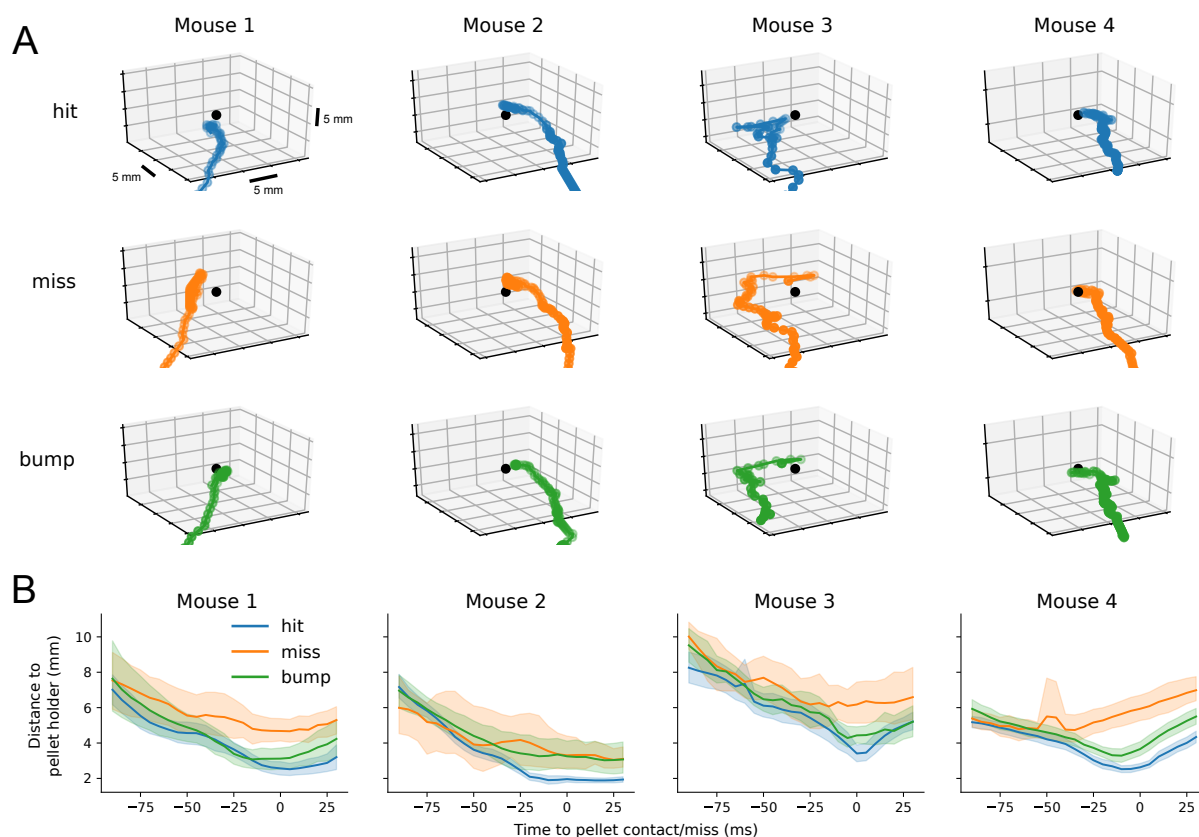 A
Mouse 1 Mouse 2 Mouse 3 Mouse 4
hit
5 mm
5 mm
5 mm
miss
bump
B
Mouse 1 Mouse 2 Mouse 3 Mouse 4
hit
miss
bump
Distance to
pellet holder (mm)
10
8
6
4
2
−75 −50 −25 0 25 −75 −50 −25 0 25 −75 −50 −25 0 25 −75 −50 −25 0 25
Time to pellet contact/miss (ms)